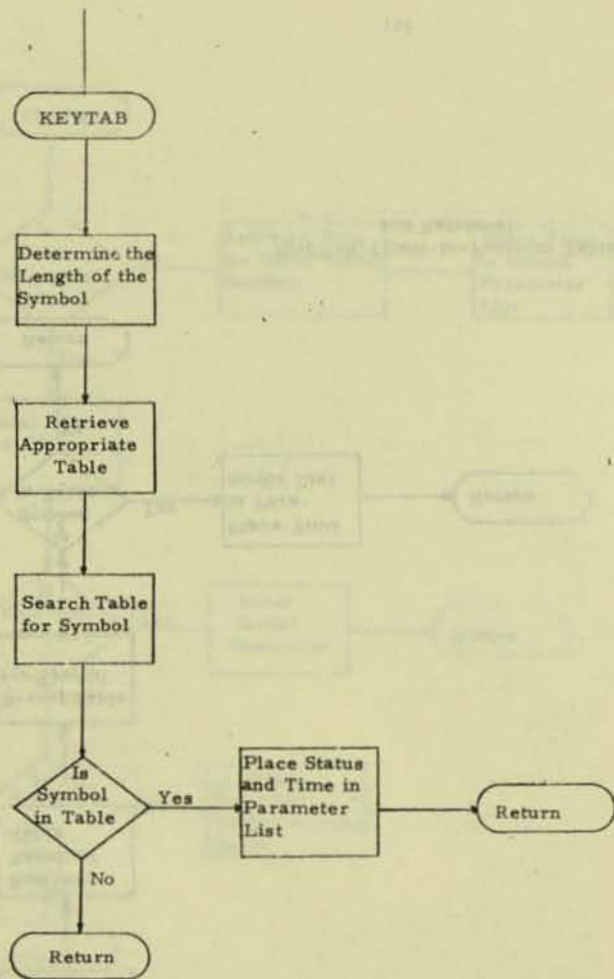 KEYTAB
Determine the
Length of the
Symbol
Retrieve
Appropriate
Table
Search Table
for Symbol
Is
Symbol
in Table
Yes
Place Status
and Time in
Parameter
List
Return
No
Return